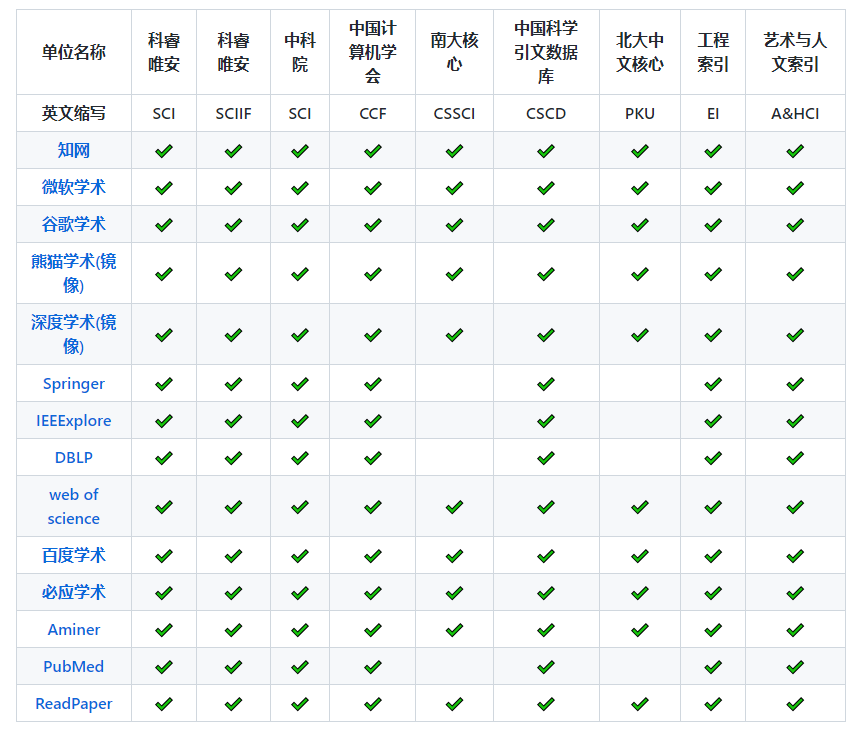 单位名称 科睿唯安 科睿唯安 中科院 中国计算机学会 南大核心 中国科学引文数据库 北大中文核心 工程索引 艺术与人文索引
英文缩写 SCI SCIIF SCI CCF CSSCI CSCD PKU EI A&HCI
知网 ✔ ✔ ✔ ✔ ✔ ✔ ✔ ✔ ✔
微软学术 ✔ ✔ ✔ ✔ ✔ ✔ ✔ ✔ ✔
谷歌学术 ✔ ✔ ✔ ✔ ✔ ✔ ✔ ✔ ✔
熊猫学术(镜像) ✔ ✔ ✔ ✔ ✔ ✔ ✔ ✔ ✔
深度学术(镜像) ✔ ✔ ✔ ✔ ✔ ✔ ✔ ✔ ✔
Springer ✔ ✔ ✔ ✔ ✔ ✔ ✔
IEEExplore ✔ ✔ ✔ ✔ ✔ ✔ ✔
DBLP ✔ ✔ ✔ ✔ ✔ ✔ ✔
web of science ✔ ✔ ✔ ✔ ✔ ✔ ✔ ✔ ✔
百度学术 ✔ ✔ ✔ ✔ ✔ ✔ ✔ ✔ ✔
必应学术 ✔ ✔ ✔ ✔ ✔ ✔ ✔ ✔ ✔
Aminer ✔ ✔ ✔ ✔ ✔ ✔ ✔ ✔ ✔
PubMed ✔ ✔ ✔ ✔ ✔ ✔ ✔
ReadPaper ✔ ✔ ✔ ✔ ✔ ✔ ✔ ✔ ✔